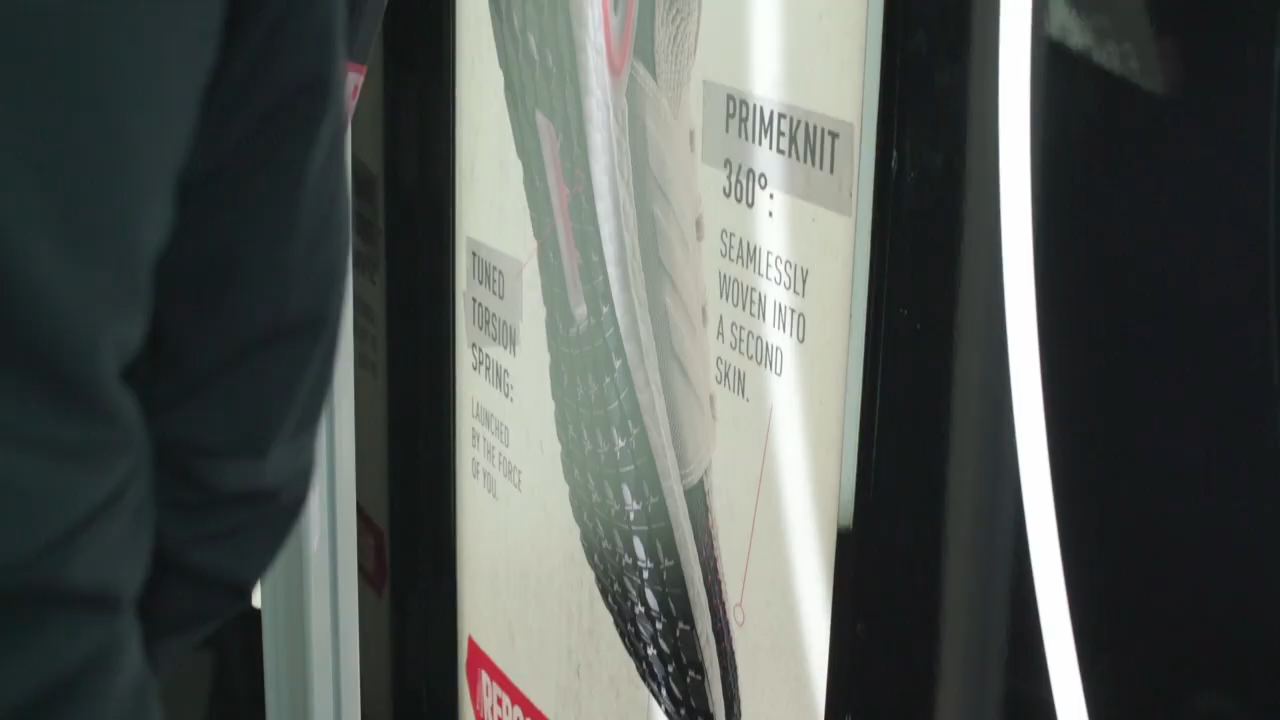 PRIMEKNIT
360°:
SEAMLESSLY
WOVEN INTO
A SECOND
SKIN.
TUNED
TORSION
SPRING:
LAUNCHED
BY THE FORCE
OF YOU.